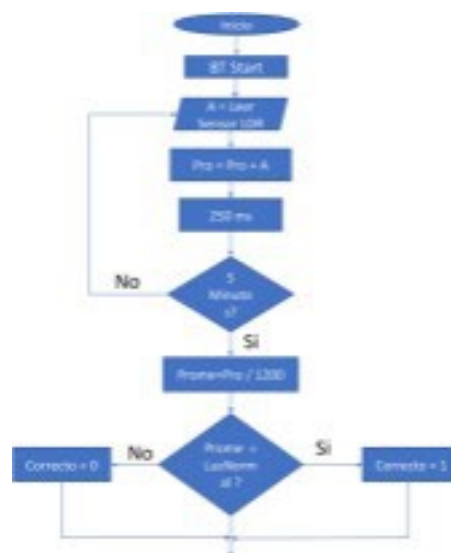 Inicio
BT Start
A = Leer
Sensor LDR
Pro = Pro + A
250 ms
No
5
Minuto
s?
Si
Prome=Pro / 1200
No
Prome =
LuzNorm
al ?
Si
Correcto = 0
Correcto = 1